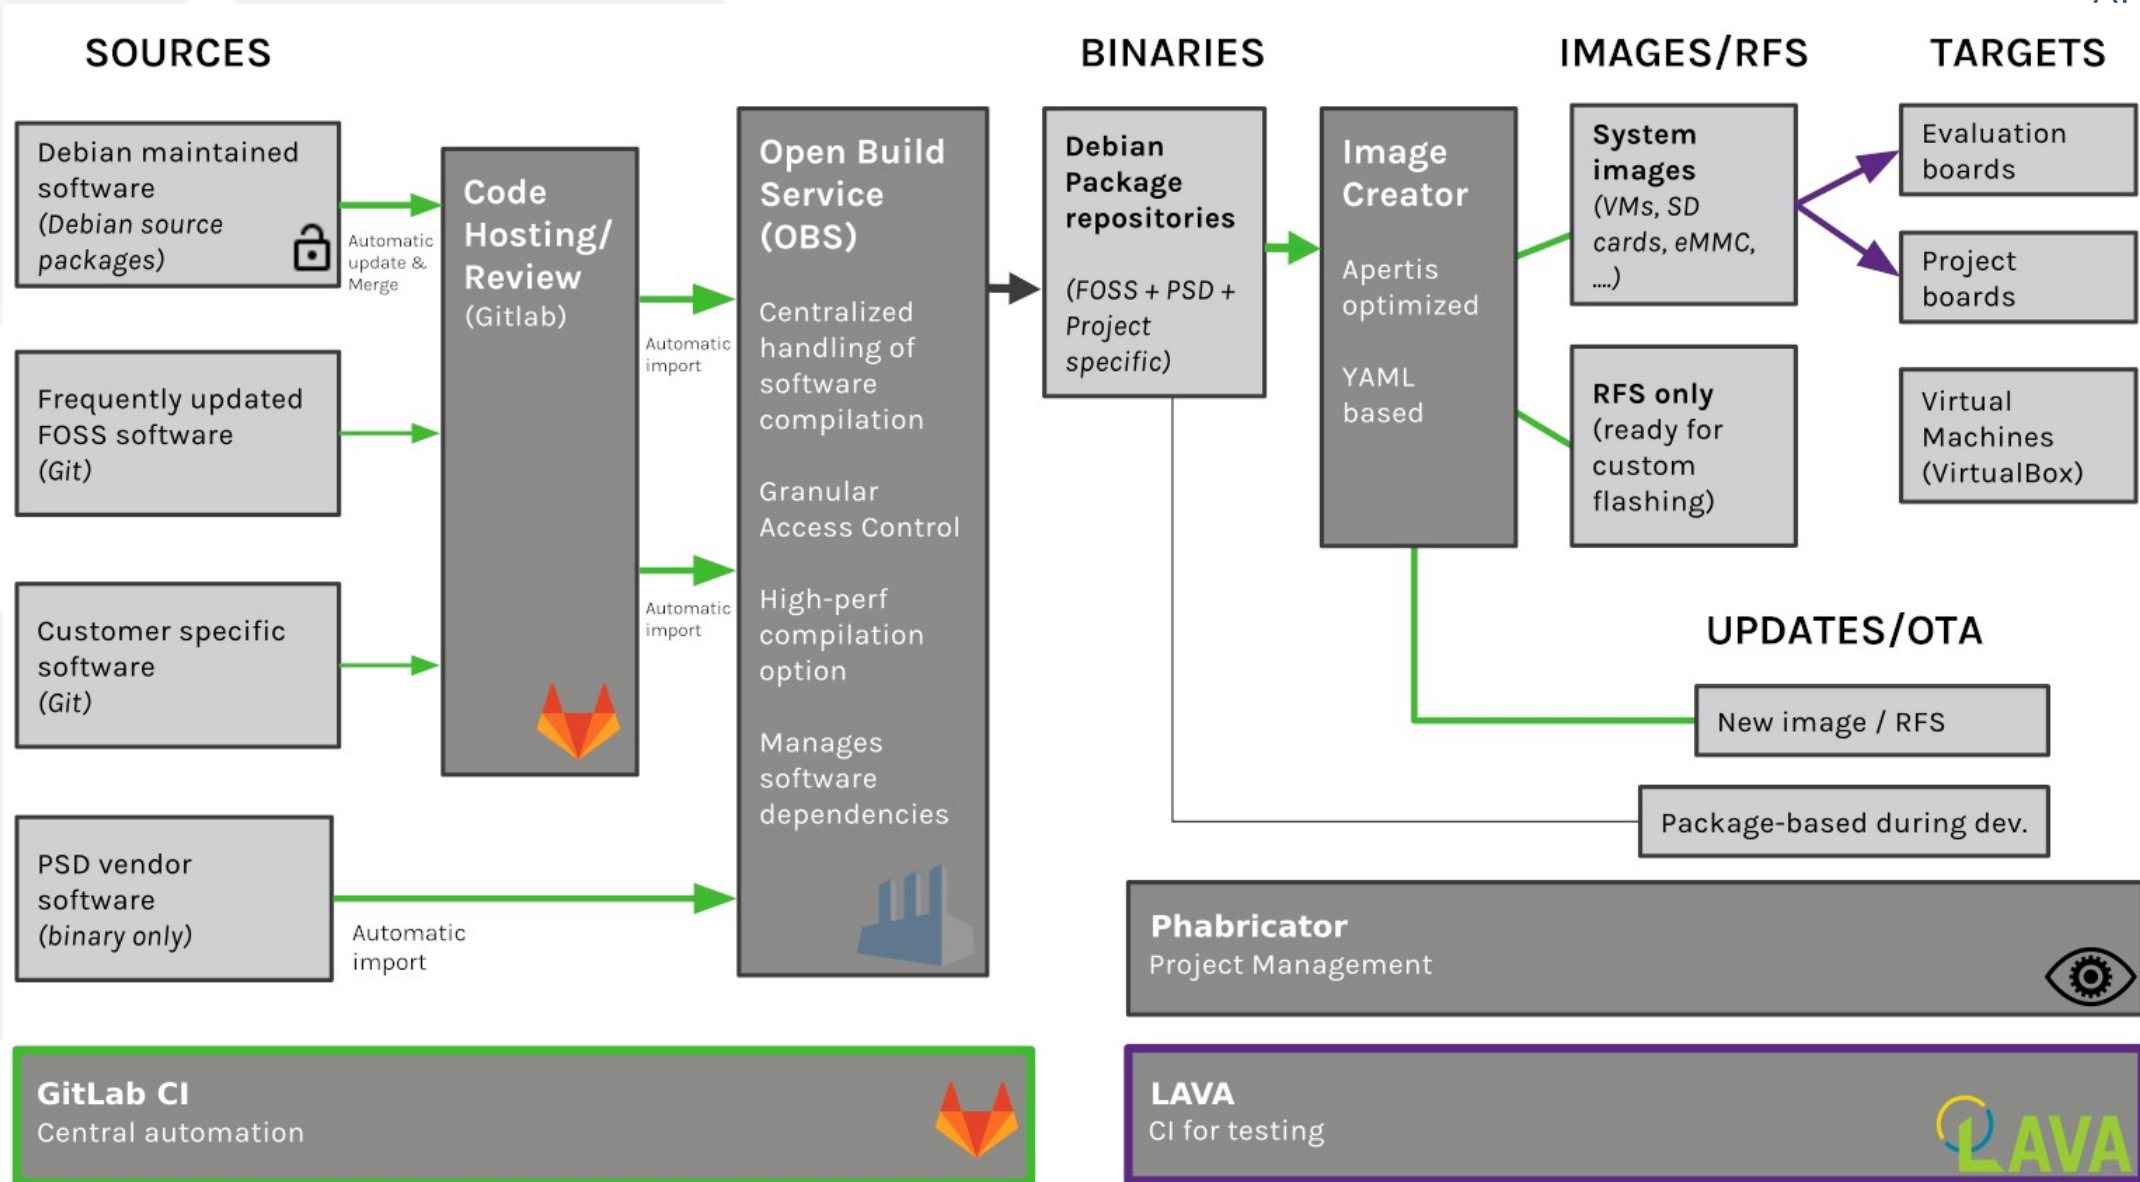 SOURCES
BINARIES
IMAGES/RFS
TARGETS
Debian maintained
software
(Debian source
packages)
Automatic
update &
Merge
Frequently updated
FOSS software
(Git)
Customer specific
software
(Git)
PSD vendor
software
(binary only)
Automatic
import
Code
Hosting/
Review
(Gitlab)
Automatic
import
Automatic
import
Open Build
Service
(OBS)
Centralized
handling of
software
compilation
Granular
Access Control
High-perf
compilation
option
Manages
software
dependencies
Debian
Package
repositories
(FOSS + PSD +
Project
specific)
Image
Creator
Apertis
optimized
YAML
based
System
images
(VMs, SD
cards, eMMC,
....)
RFS only
(ready for
custom
flashing)
Evaluation
boards
Project
boards
Virtual
Machines
(VirtualBox)
UPDATES/OTA
New image / RFS
Package-based during dev.
Phabricator
Project Management
GitLab CI
Central automation
LAVA
CI for testing
LAVA